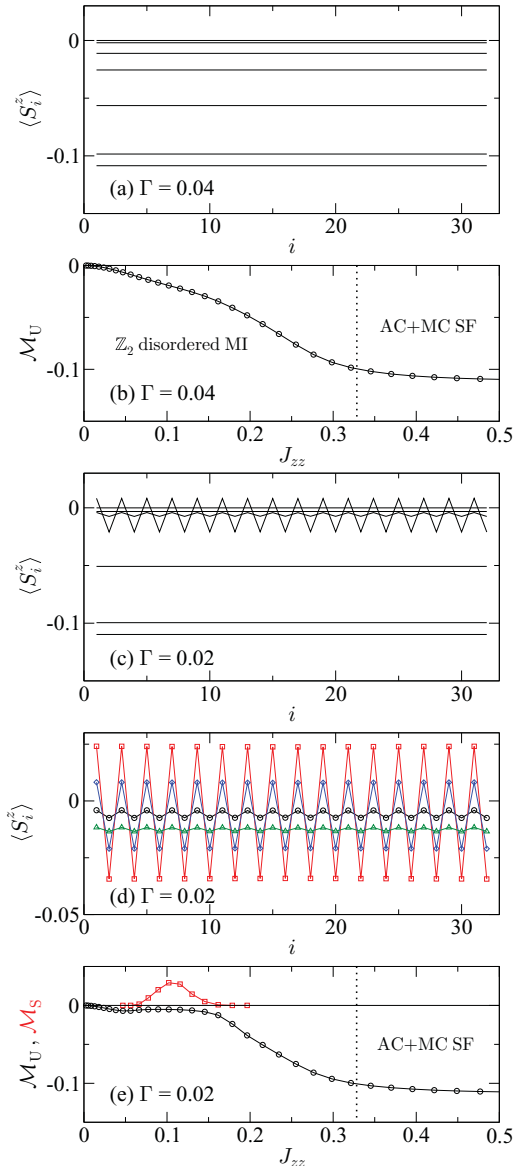 0
-0.1
⟨S_i^z⟩
(a) Γ = 0.04
0 10 20 30
i
0
-0.1
M_U
ℤ₂ disordered MI
AC+MC SF
(b) Γ = 0.04
0 0.1 0.2 0.3 0.4 0.5
J_zz
0
-0.1
⟨S_i^z⟩
(c) Γ = 0.02
0 10 20 30
i
0
-0.05
⟨S_i^z⟩
(d) Γ = 0.02
0 10 20 30
i
0
-0.1
M_U, M_S
AC+MC SF
(e) Γ = 0.02
0 0.1 0.2 0.3 0.4 0.5
J_zz